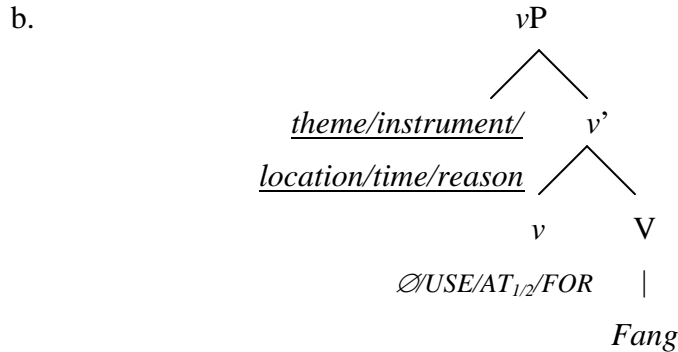 b.
vP
theme/instrument/ v’
location/time/reason
v V
∅/USE/AT1/2/FOR |
Fang